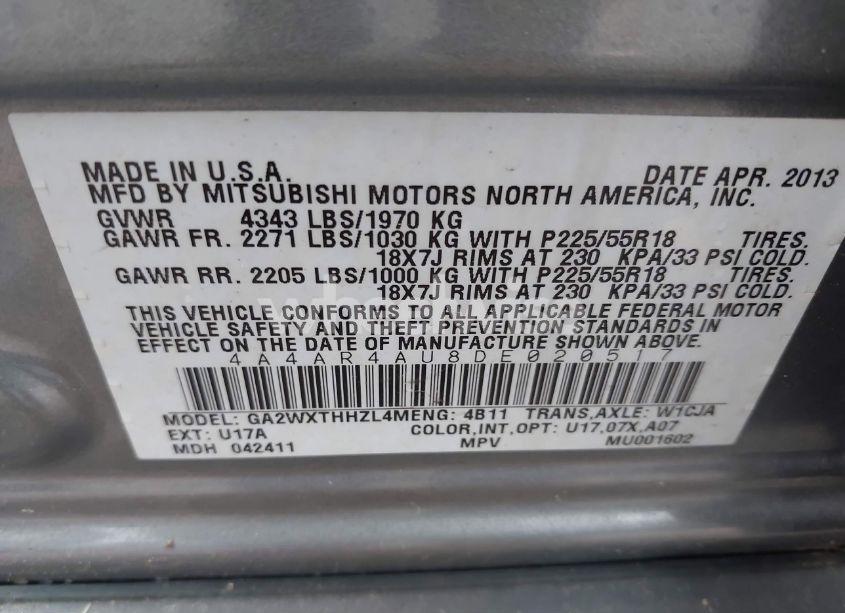 MADE IN U.S.A. DATE APR. 2013
MFD BY MITSUBISHI MOTORS NORTH AMERICA, INC.
GVWR 4343 LBS/1970 KG
GAWR FR. 2271 LBS/1030 KG WITH P225/55R18 TIRES.
18X7J RIMS AT 230 KPA/33 PSI COLD.
GAWR RR. 2205 LBS/1000 KG WITH P225/55R18 TIRES.
18X7J RIMS AT 230 KPA/33 PSI COLD.
THIS VEHICLE CONFORMS TO ALL APPLICABLE FEDERAL MOTOR
VEHICLE SAFETY AND THEFT PREVENTION STANDARDS IN
EFFECT ON THE DATE OF MANUFACTURE SHOWN ABOVE.
4A4AR4AU8DE020517
MODEL: GA2WXTHHZL4MENG: 4B11 TRANS,AXLE: W1CJA
EXT: U17A COLOR,INT,OPT: U17,07X,A07
MDH 042411 MPV MU001602